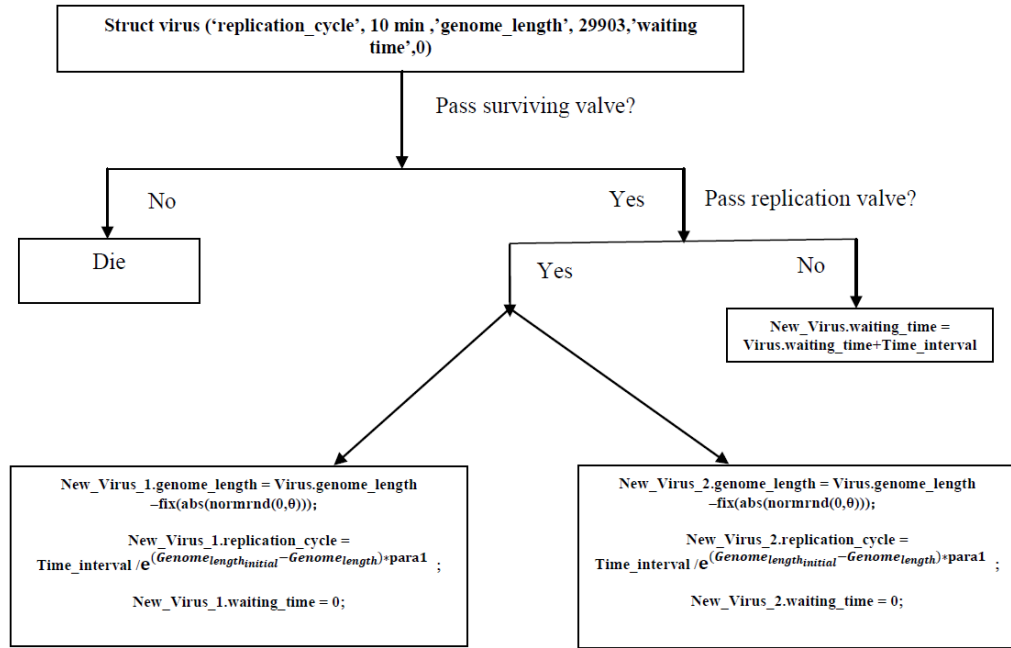 Struct virus (‘replication_cycle’, 10 min ,’genome_length’, 29903,’waiting
time’,0)
Pass surviving valve?
No
Yes
Pass replication valve?
Die
Yes
No
New_Virus.waiting_time =
Virus.waiting_time+Time_interval
New_Virus_1.genome_length = Virus.genome_length
–fix(abs(normrnd(0,θ)));
New_Virus_1.replication_cycle =
Time_interval /e^(Genome_length_initial−Genome_length)*para1 ;
New_Virus_1.waiting_time = 0;
New_Virus_2.genome_length = Virus.genome_length
–fix(abs(normrnd(0,θ)));
New_Virus_2.replication_cycle =
Time_interval /e^(Genome_length_initial−Genome_length)*para1 ;
New_Virus_2.waiting_time = 0;